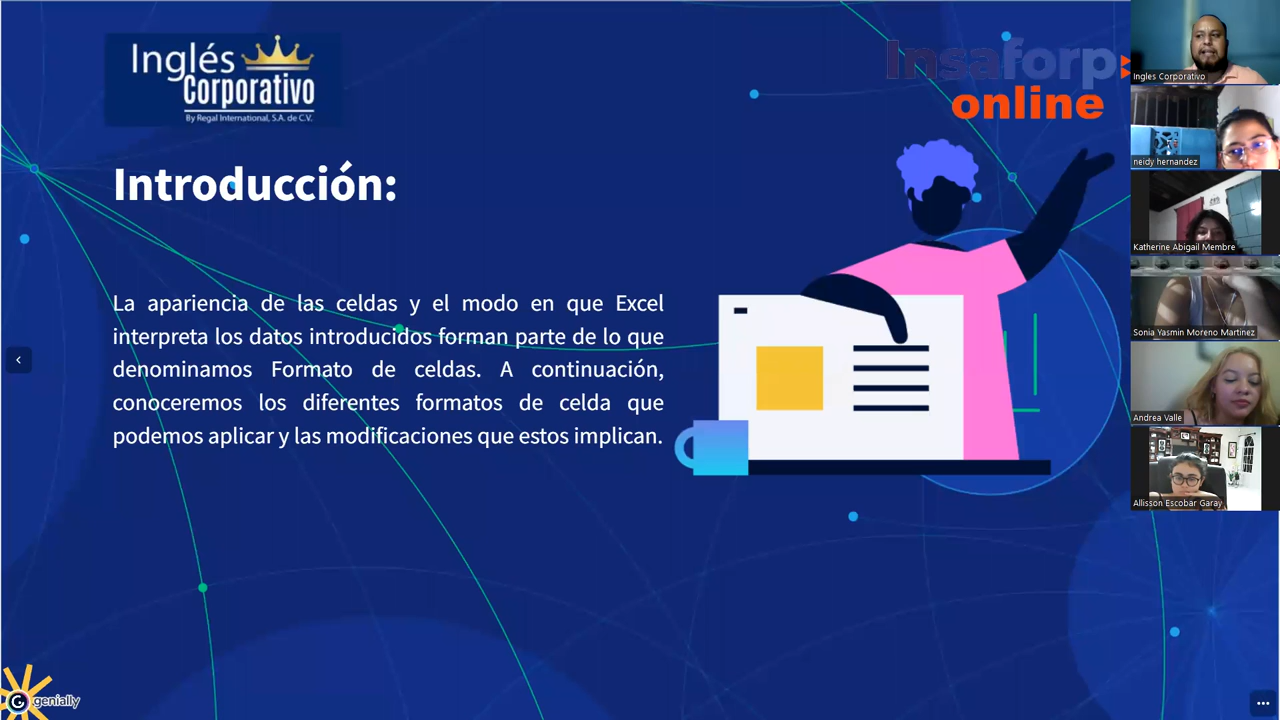 Inglés
Corporativo
By Regal International, S.A. de C.V.
Insaforp
online
Introducción:
La apariencia de las celdas y el modo en que Excel
interpreta los datos introducidos forman parte de lo que
denominamos Formato de celdas. A continuación,
conoceremos los diferentes formatos de celda que
podemos aplicar y las modificaciones que estos implican.
genially
Ingles Corporativo
neidy hernandez
Katherine Abigail Membre
Sonia Yasmin Moreno Martinez
Andrea Valle
Allisson Escobar Garay